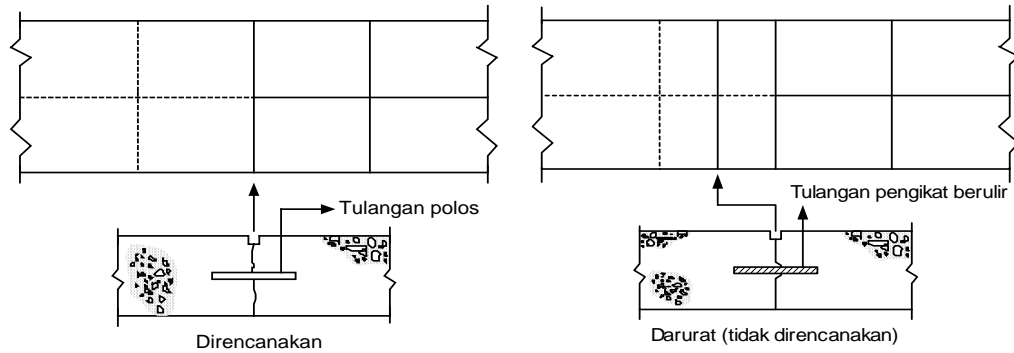 Tulangan polos
Direncanakan
Tulangan pengikat berulir
Darurat (tidak direncanakan)